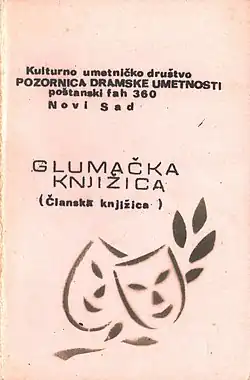 Kulturno umetničko društvo
POZORNICA DRAMSKE UMETNOSTI
poštanski fah 360
Novi Sad
GLUMAČKA
KNJIŽICA
(Članska knjižica)